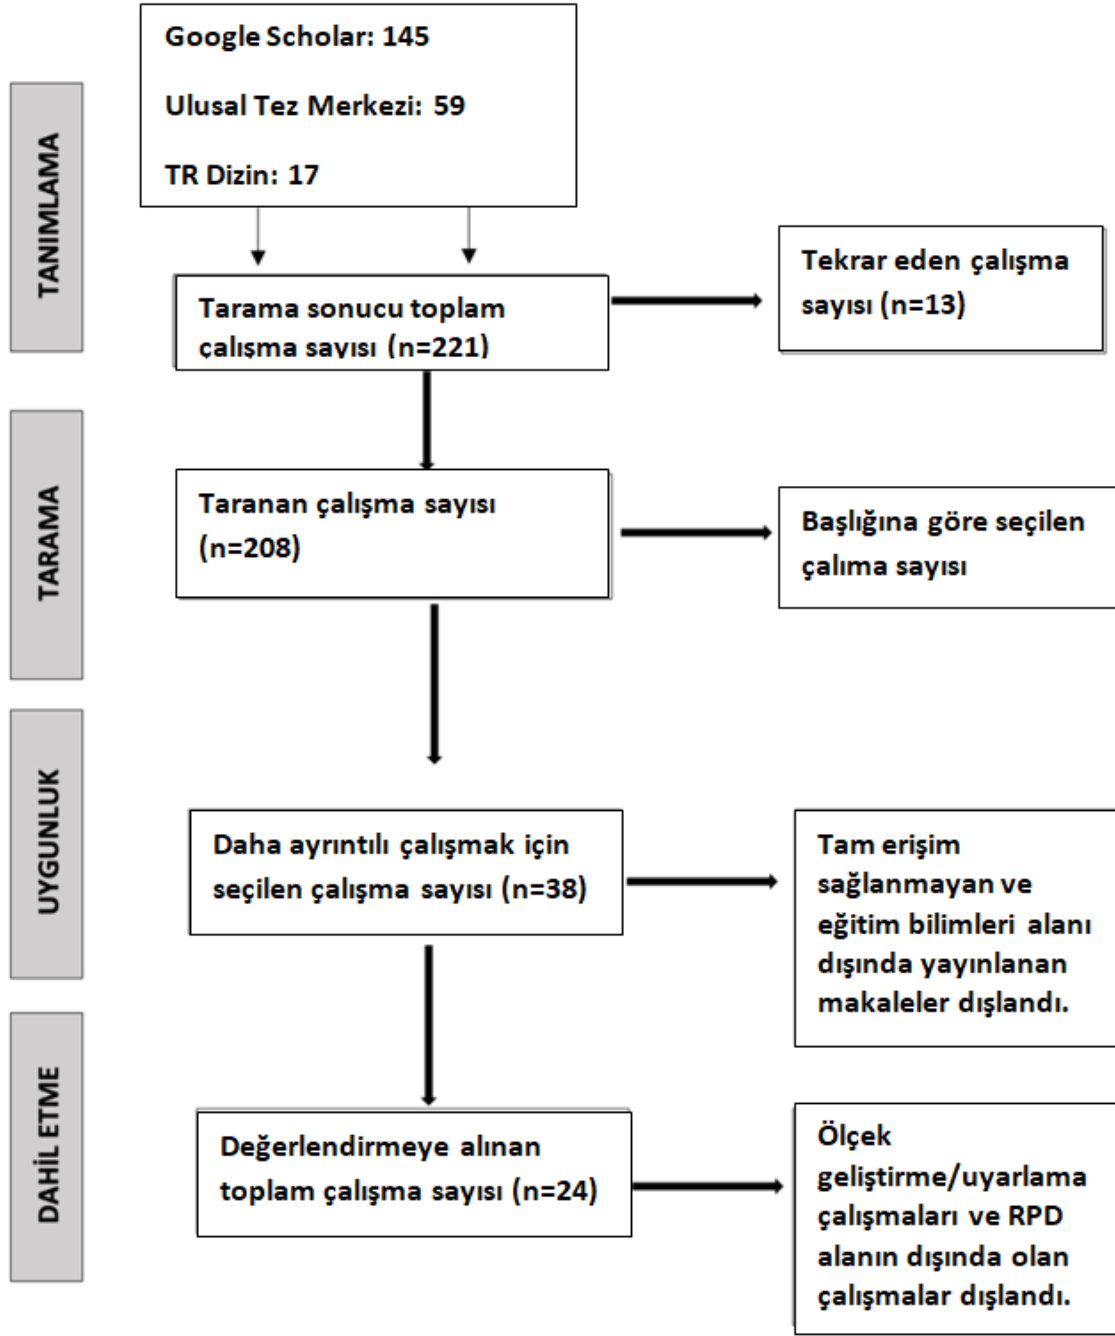 Google Scholar: 145
Ulusal Tez Merkezi: 59
TR Dizin: 17
TANIMLAMA
Tarama sonucu toplam
çalışma sayısı (n=221)
Tekrar eden çalışma
sayısı (n=13)
TARAMA
Taranan çalışma sayısı
(n=208)
Başlığına göre seçilen
çalıma sayısı
UYGUNLUK
Daha ayrıntılı çalışmak için
seçilen çalışma sayısı (n=38)
Tam erişim
sağlanmayan ve
eğitim bilimleri alanı
dışında yayınlanan
makaleler dışlandı.
DAHİL ETME
Değerlendirmeye alınan
toplam çalışma sayısı (n=24)
Ölçek
geliştirme/uyarlama
çalışmaları ve RPD
alanın dışında olan
çalışmalar dışlandı.